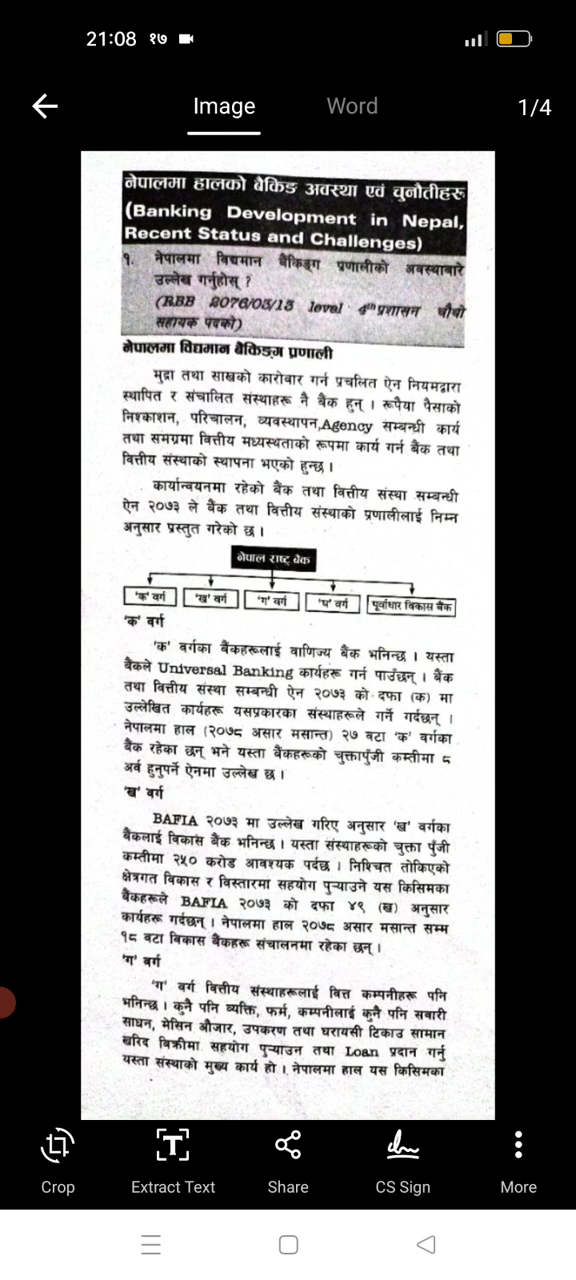 21:08 १७
Image Word 1/4
नेपालमा हालको बैकिङ अवस्था एवं चुनौतीहरू
(Banking Development in Nepal,
Recent Status and Challenges)
१. नेपालमा विद्यमान बैकिङ्ग प्रणालीको अवस्थाबारे
उल्लेख गर्नुहोस् ?
(RBB 2076/03/13 level 4th प्रशासन चौथो
सहायक पदको)
नेपालमा विद्यमान बैकिङ्ग प्रणाली
मुद्रा तथा साखको कारोबार गर्न प्रचलित ऐन नियमद्वारा
स्थापित र संचालित संस्थाहरू नै बैंक हुन् । रूपैया पैसाको
निश्काशन, परिचालन, व्यवस्थापन,Agency सम्बन्धी कार्य
तथा समग्रमा वित्तीय मध्यस्थताको रूपमा कार्य गर्न बैंक तथा
वित्तीय संस्थाको स्थापना भएको हुन्छ ।
कार्यान्वयनमा रहेको बैंक तथा वित्तीय संस्था सम्बन्धी
ऐन २०७३ ले बैंक तथा वित्तीय संस्थाको प्रणालीलाई निम्न
अनुसार प्रस्तुत गरेको छ ।
नेपाल राष्ट्र बैंक
'क' वर्ग 'ख' वर्ग 'ग' वर्ग 'घ' वर्ग पूर्वाधार विकास बैंक
'क' वर्ग
'क' वर्गका बैंकहरूलाई वाणिज्य बैंक भनिन्छ । यस्ता
बैंकले Universal Banking कार्यहरू गर्न पाउँछन् । बैंक
तथा वित्तीय संस्था सम्बन्धी ऐन २०७३ को दफा (क) मा
उल्लेखित कार्यहरू यसप्रकारका संस्थाहरूले गर्ने गर्दछन् ।
नेपालमा हाल (२०७८ असार मसान्त) २७ वटा 'क' वर्गका
बैंक रहेका छन् भने यस्ता बैंकहरूको चुक्तापुँजी कम्तीमा ८
अर्व हुनुपर्ने ऐनमा उल्लेख छ ।
'ख' वर्ग
BAFIA २०७३ मा उल्लेख गरिए अनुसार 'ख' वर्गका
बैंकलाई विकास बैंक भनिन्छ । यस्ता संस्थाहरूको चुक्ता पुँजी
कम्तीमा २५० करोड आवश्यक पर्दछ । निश्चित तोकिएको
क्षेत्रगत विकास र विस्तारमा सहयोग पुऱ्याउने यस किसिमका
बैंकहरूले BAFIA २०७३ को दफा ४९ (ख) अनुसार
कार्यहरू गर्दछन् । नेपालमा हाल २०७८ असार मसान्त सम्म
१८ वटा विकास बैंकहरू संचालनमा रहेका छन् ।
'ग' वर्ग
'ग' वर्ग वित्तीय संस्थाहरूलाई वित्त कम्पनीहरू पनि
भनिन्छ । कुनै पनि व्यक्ति, फर्म, कम्पनीलाई कुनै पनि सवारी
साधन, मेसिन औजार, उपकरण तथा घरायसी टिकाउ सामान
खरिद बिक्रीमा सहयोग पुऱ्याउन तथा Loan प्रदान गर्नु
यस्ता संस्थाको मुख्य कार्य हो । नेपालमा हाल यस किसिमका
Crop Extract Text Share CS Sign More